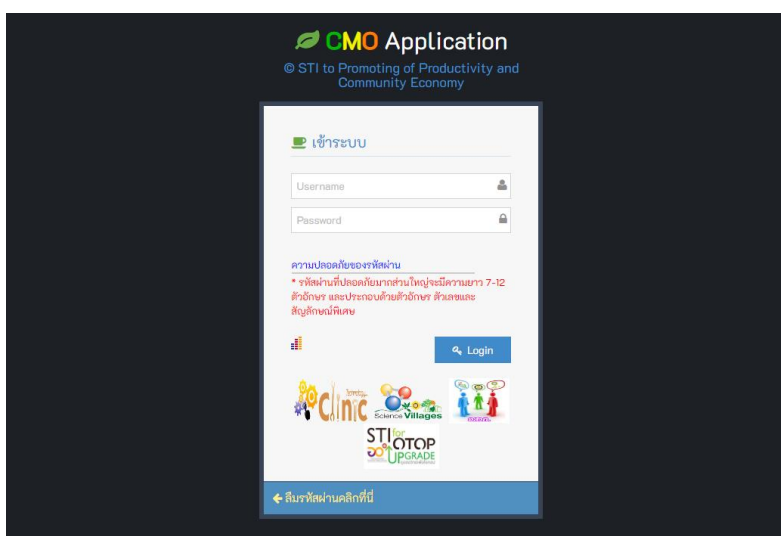 CMO Application
© STI to Promoting of Productivity and
Community Economy
เข้าระบบ
Username
Password
ความปลอดภัยของรหัสผ่าน
* รหัสผ่านที่ปลอดภัยมากส่วนใหญ่จะมีความยาว 7-12
ตัวอักษร และประกอบด้วยตัวอักษร ตัวเลขและ
สัญลักษณ์พิเศษ
Login
Clinic
Science Villages
STI for
OTOP
UPGRADE
ลืมรหัสผ่านคลิกที่นี่